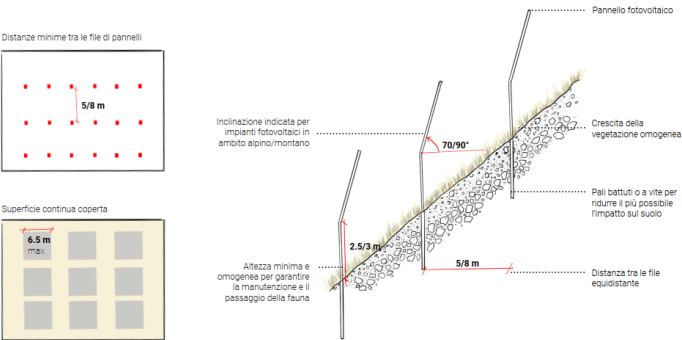 Distanze minime tra le file di pannelli
5/8 m
Superficie continua coperta
6.5 m
max
Pannello fotovoltaico
Inclinazione indicata per
impianti fotovoltaici in
ambito alpino/montano
70/90°
Crescita della
vegetazione omogenea
Pali battuti o a vite per
ridurre il più possibile
l'impatto sul suolo
2.5/3 m
Altezza minima e
omogenea per garantire
la manutenzione e il
passaggio della fauna
5/8 m
Distanza tra le file
equidistante